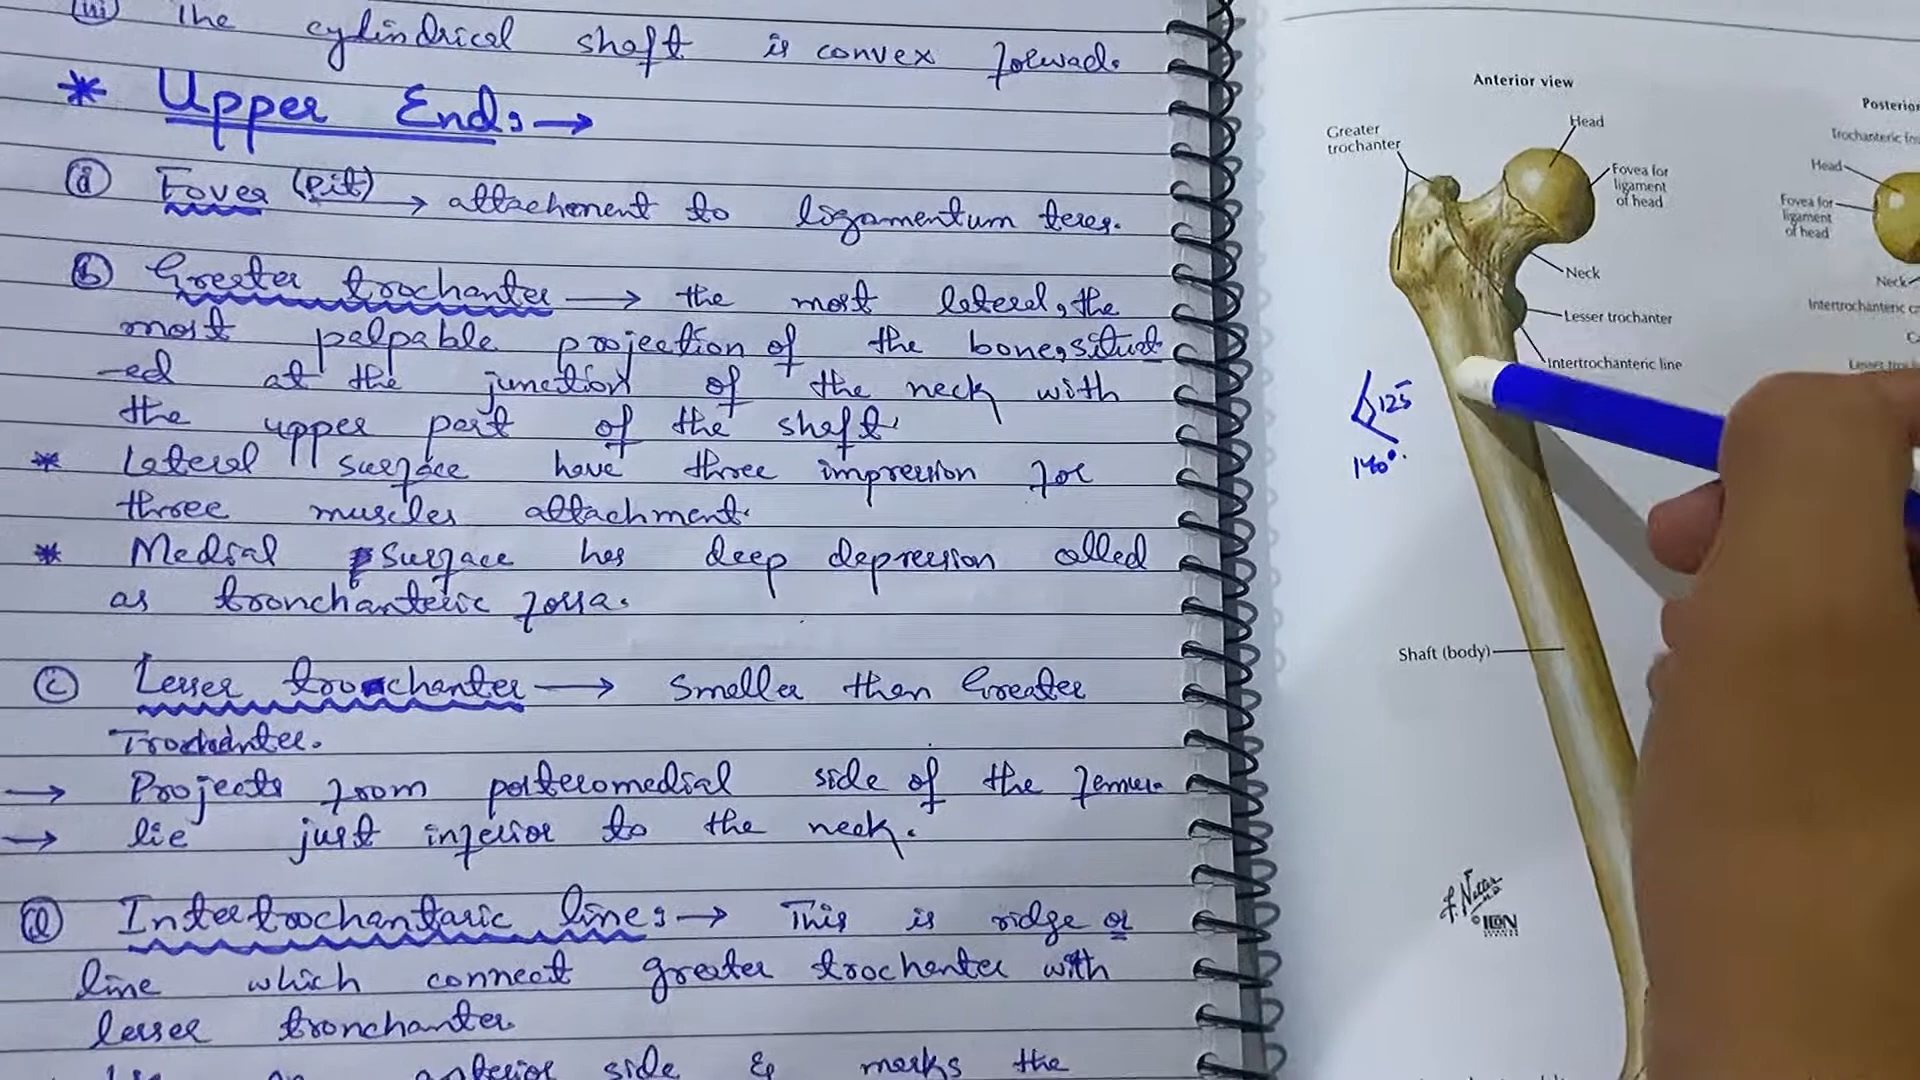 (iii) The cylindrical shaft is convex forward.
* Upper End:→
(a) Fovea (Pit) → attachment to ligamentum teres.
(b) Greater trochanter → the most lateral, the
most palpable projection of the bone, situat
-ed at the junction of the neck with
the upper part of the shaft.
* Lateral surface have three impression for
three muscles attachment.
* Medial surface has deep depression called
as tronchanteric fossa.
(c) Lesser trochanter → Smaller than Greater
Trochanter.
→ Projects from posteromedial side of the femur.
→ lie just inferior to the neck.
(d) Intertrochantaric line:→ This is ridge or
line which connect greater trochanter with
lesser tronchanter
anterior side & marks the
Anterior view
Greater
trochanter
Head
Fovea for
ligament
of head
Neck
Lesser trochanter
Intertrochanteric line
125
140°.
Shaft (body)
F. Netter
© ICON
Posterior
Trochanteric
Head
Fovea for
ligament
of head
Neck
Intertrochanteric
Lesser